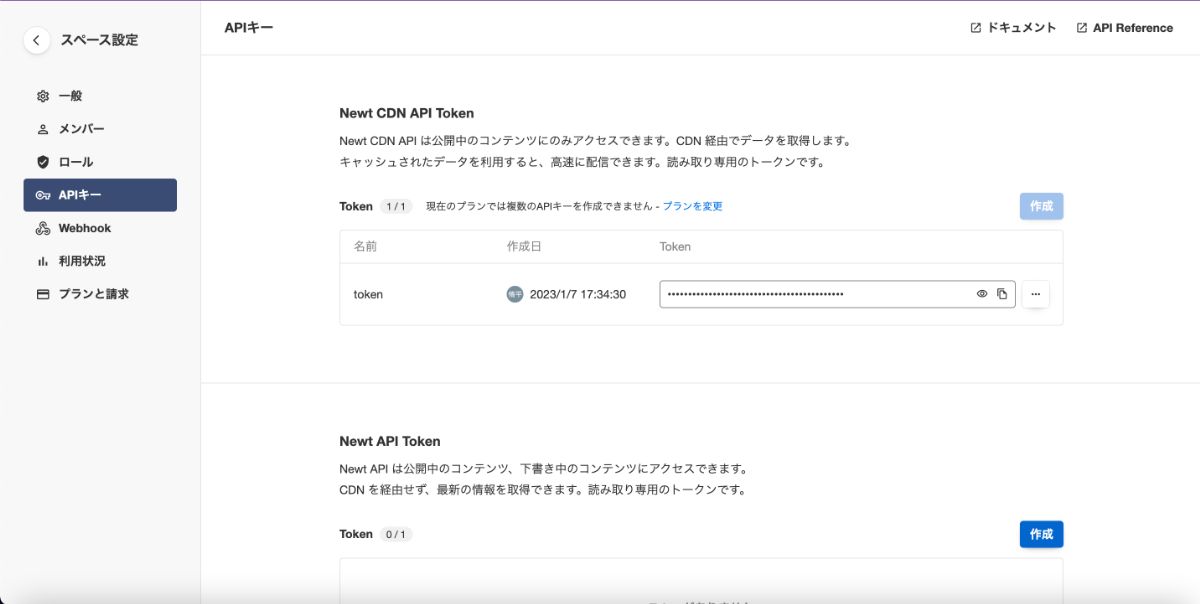 スペース設定
一般
メンバー
ロール
APIキー
Webhook
利用状況
プランと請求
APIキー
ドキュメント
API Reference
Newt CDN API Token
Newt CDN API は公開中のコンテンツにのみアクセスできます。CDN 経由でデータを取得します。
キャッシュされたデータを利用すると、高速に配信できます。読み取り専用のトークンです。
Token 1 / 1 現在のプランでは複数のAPIキーを作成できません - プランを変更
作成
名前 作成日 Token
token 2023/1/7 17:34:30
Newt API Token
Newt API は公開中のコンテンツ、下書き中のコンテンツにアクセスできます。
CDN を経由せず、最新の情報を取得できます。読み取り専用のトークンです。
Token 0 / 1
作成